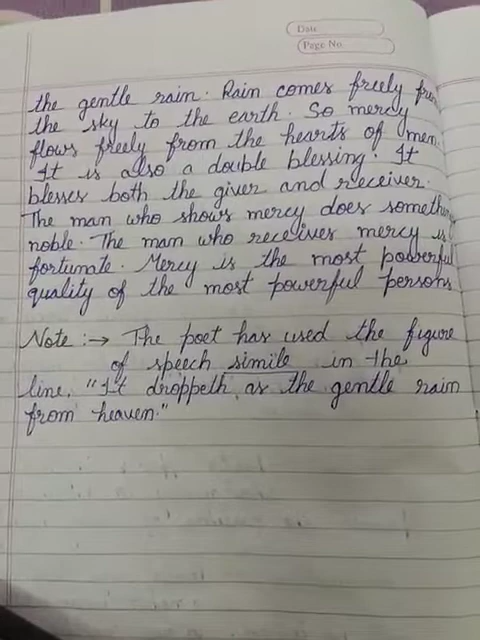 Date
Page No.
the gentle rain. Rain comes freely from
the sky to the earth. So mercy
flows freely from the hearts of men.
It is also a double blessing. It
blesses both the giver and receiver.
The man who shows mercy does something
noble. The man who receives mercy is
fortunate. Mercy is the most powerful
quality of the most powerful persons
Note :→ The poet has used the figure
of speech simile in the
line, "It droppeth as the gentle rain
from heaven."